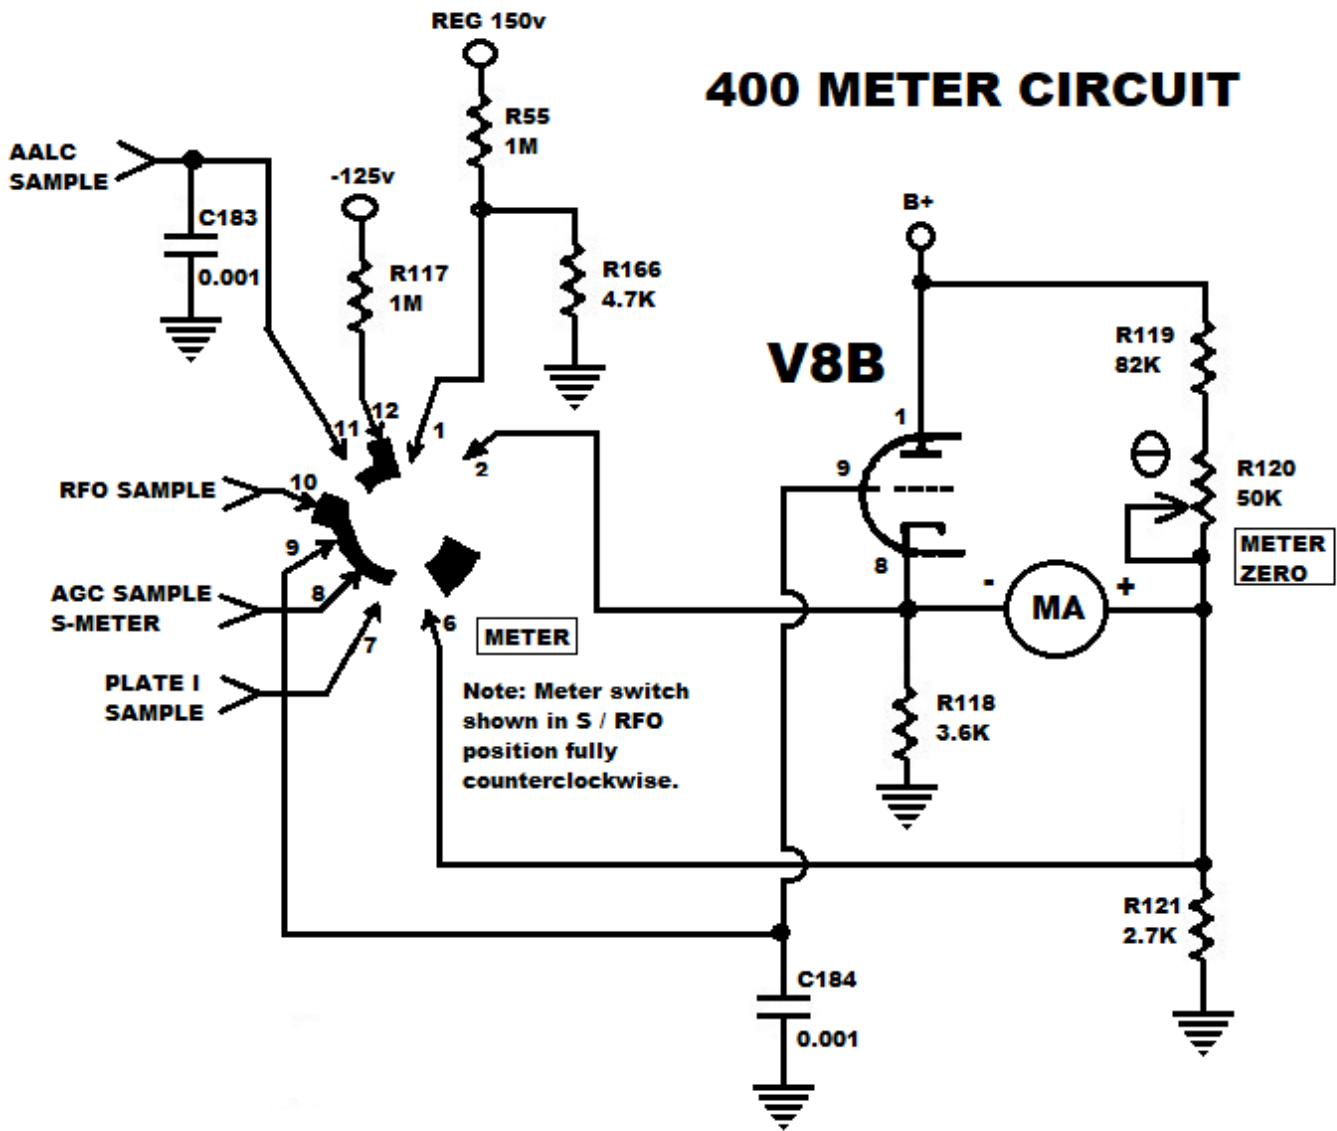 REG 150v
400 METER CIRCUIT
R55
1M
AALC
SAMPLE
-125v
C183
0.001
R117
1M
R166
4.7K
B+
R119
82K
V8B
1
9
8
R120
50K
METER
ZERO
11
12
1
2
10
9
8
7
6
RFO SAMPLE
AGC SAMPLE
S-METER
PLATE I
SAMPLE
METER
-
MA
+
Note: Meter switch
shown in S / RFO
position fully
counterclockwise.
R118
3.6K
R121
2.7K
C184
0.001